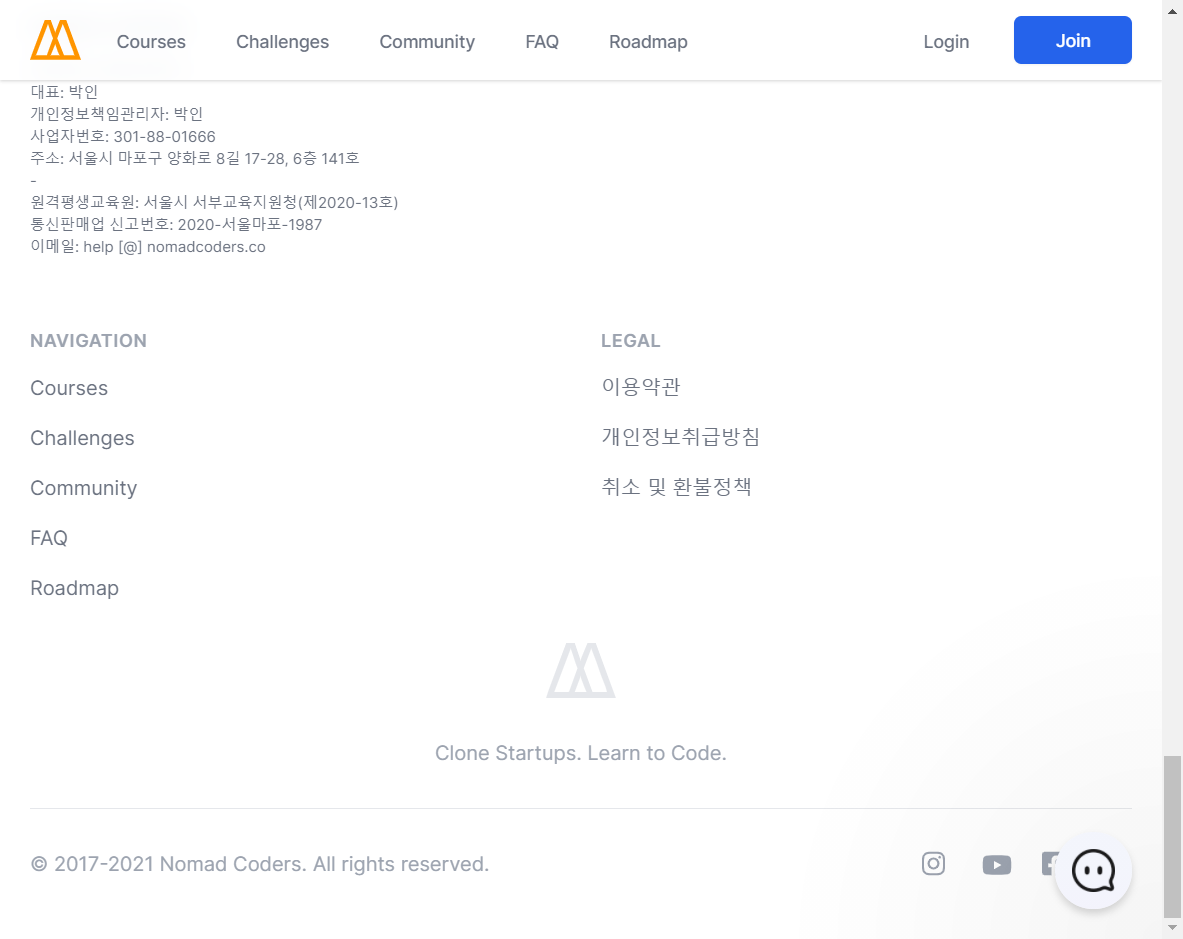 Courses
Challenges
Community
FAQ
Roadmap
Login
Join
대표: 박인
개인정보책임관리자: 박인
사업자번호: 301-88-01666
주소: 서울시 마포구 양화로 8길 17-28, 6층 141호
-
원격평생교육원: 서울시 서부교육지원청(제2020-13호)
통신판매업 신고번호: 2020-서울마포-1987
이메일: help [@] nomadcoders.co
NAVIGATION
Courses
Challenges
Community
FAQ
Roadmap
LEGAL
이용약관
개인정보취급방침
취소 및 환불정책
Clone Startups. Learn to Code.
© 2017-2021 Nomad Coders. All rights reserved.